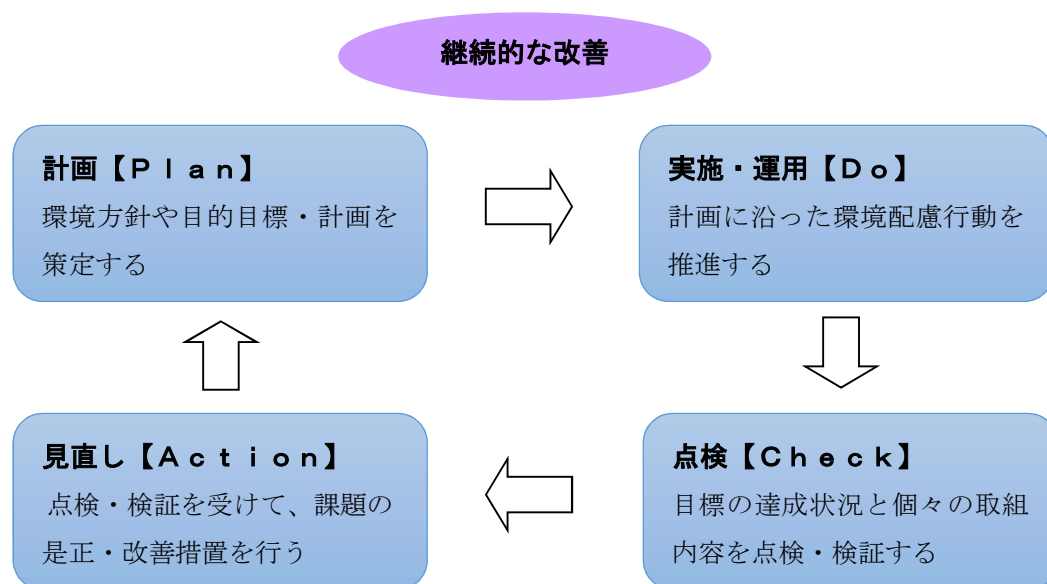 継続的な改善
計画【Ｐｌａｎ】
環境方針や目的目標・計画を
策定する
実施・運用【Ｄｏ】
計画に沿った環境配慮行動を
推進する
見直し【Ａｃｔｉｏｎ】
点検・検証を受けて、課題の
是正・改善措置を行う
点検【Ｃｈｅｃｋ】
目標の達成状況と個々の取組
内容を点検・検証する